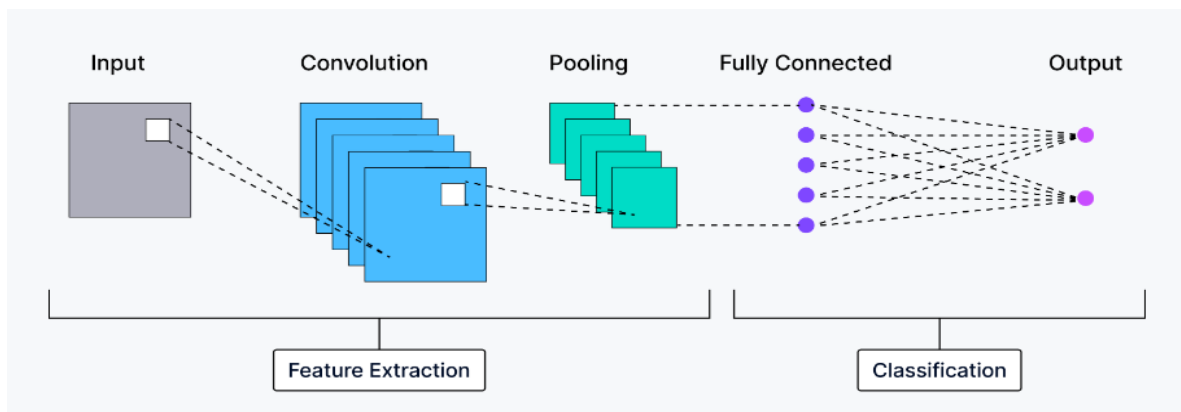 Input
Convolution
Pooling
Fully Connected
Output
Feature Extraction
Classification